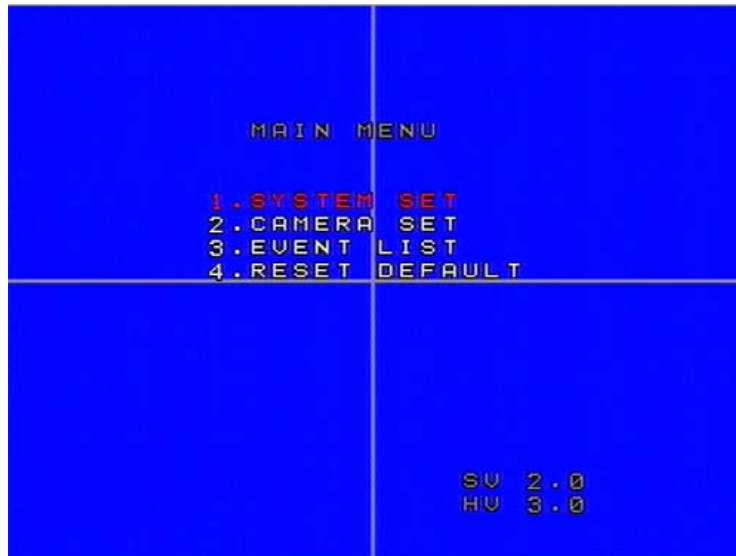 MAIN MENU
1.SYSTEM SET
2.CAMERA SET
3.EVENT LIST
4.RESET DEFAULT
SV 2.0
HV 3.0